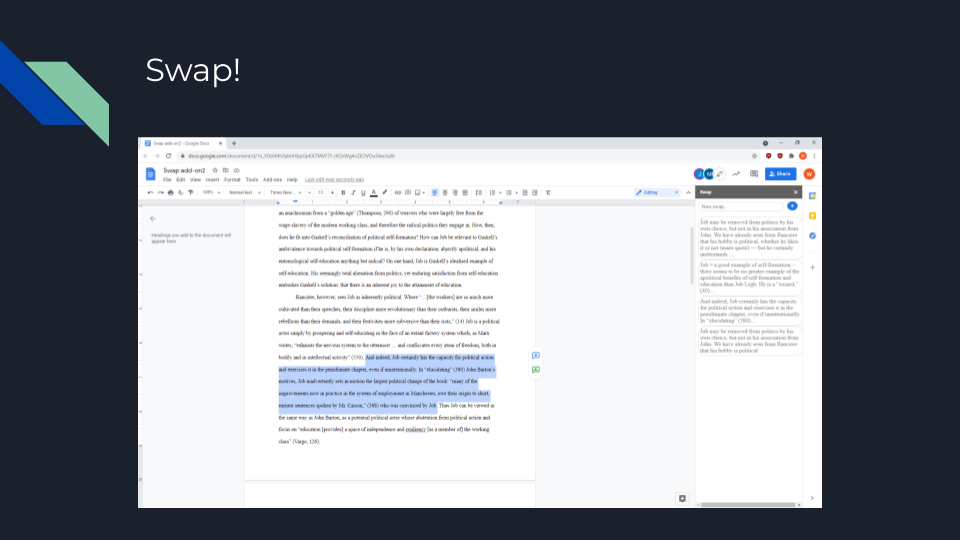 Swap!
Swap add-on2 - Google Docs
Swap add-on2
File Edit View Insert Format Tools Add-ons Help Last edit was seconds ago
Share
100% Normal text Times New... 11
Editing
Headings you add to the document will
appear here.
an anachronism from a "golden age" (Thompson, 290) of weavers who were largely free from the
wage-slavery of the modern working class, and therefore the radical politics they engage in. How, then,
does he fit into Gaskell's reconciliation of political self-formation? How can Job be relevant to Gaskell's
ambivalence towards political self-formation if he is, by his own declaration, abjectly apolitical, and his
entomological self-education anything but radical? On one hand, Job is Gaskell's idealised example of
self-education. His seemingly total alienation from politics, yet enduring satisfaction from self-education
embodies Gaskell's solution: that there is an inherent joy to the attainment of education.
Rancière, however, sees Job as inherently political. Where "…[the workers] are so much more
cultivated than their speeches, their discipline more revolutionary than their outbursts, their smiles more
rebellious than their demands, and their festivities more subversive than their riots," (14) Job is a political
actor simply by prospering and self-educating in the face of an extant factory system which, as Marx
writes, "exhausts the nervous system to the uttermost … and confiscates every atom of freedom, both in
bodily and in intellectual activity" (550). And indeed, Job certainly has the capacity for political action
and exercises it in the penultimate chapter, even if unintentionally. In "elucidating" (380) John Barton's
motives, Job inadvertently sets in motion the largest political change of the book: "many of the
improvements now in practice in the system of employment in Manchester, owe their origin to short,
earnest sentences spoken by Mr. Carson," (388) who was convinced by Job. Thus Job can be viewed in
the same way as John Barton, as a potential political actor whose abstention from political action and
focus on "education [provides] a space of independence and resiliency [as a member of] the working
class" (Vargo, 126).
Swap
New swap...
Job may be removed from politics by his
own choice, but not in his association from
John. We have already seen from Ranciere
that his hobby is political, whether he likes
it or not (insert quote) — but he certainly
understands ...
Job = a good example of self formation –
there seems to be no greater example of the
apolitical benefits of self-formation and
education than Job Legh. He is a "wizard,"
(40)...
And indeed, Job certainly has the capacity
for political action and exercises it in the
penultimate chapter, even if unintentionally
In "elucidating" (380)...
Job may be removed from politics by his
own choice, but not in his association from
John. We have already seen from Ranciere
that his hobby is political